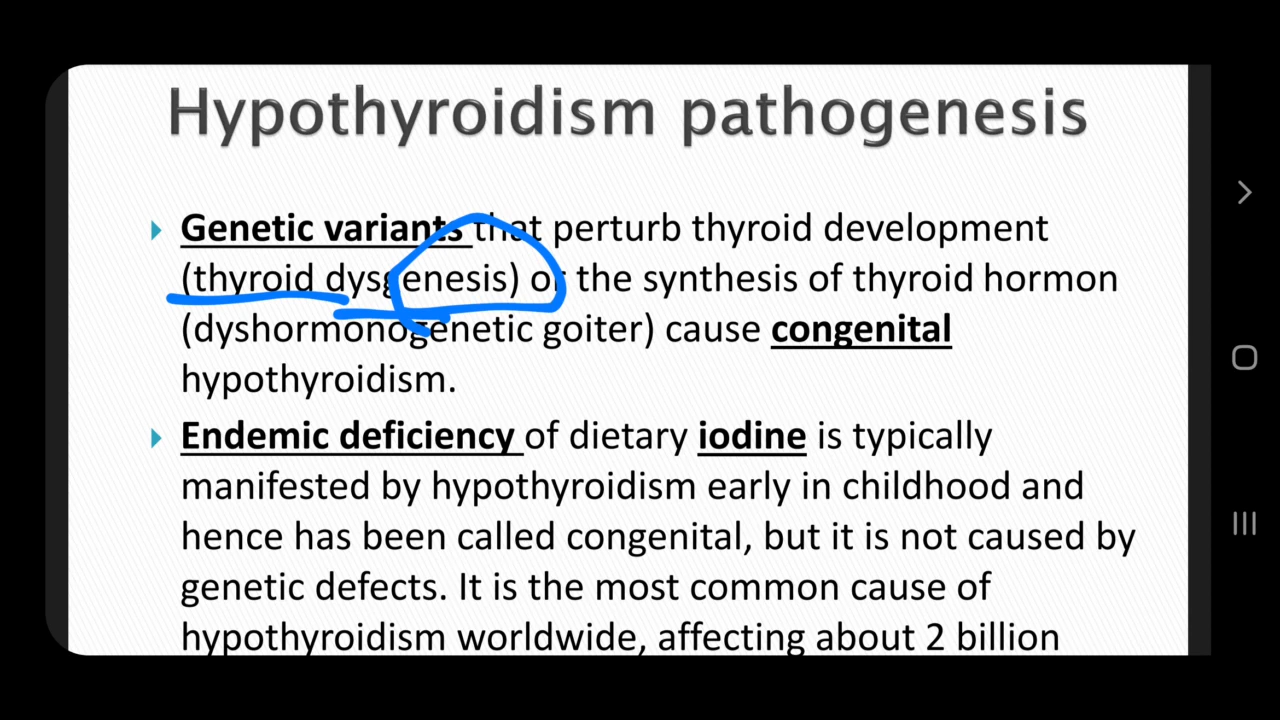 Hypothyroidism pathogenesis
Genetic variants that perturb thyroid development
(thyroid dysgenesis) or the synthesis of thyroid hormon
(dyshormonogenetic goiter) cause congenital
hypothyroidism.
Endemic deficiency of dietary iodine is typically
manifested by hypothyroidism early in childhood and
hence has been called congenital, but it is not caused by
genetic defects. It is the most common cause of
hypothyroidism worldwide, affecting about 2 billion